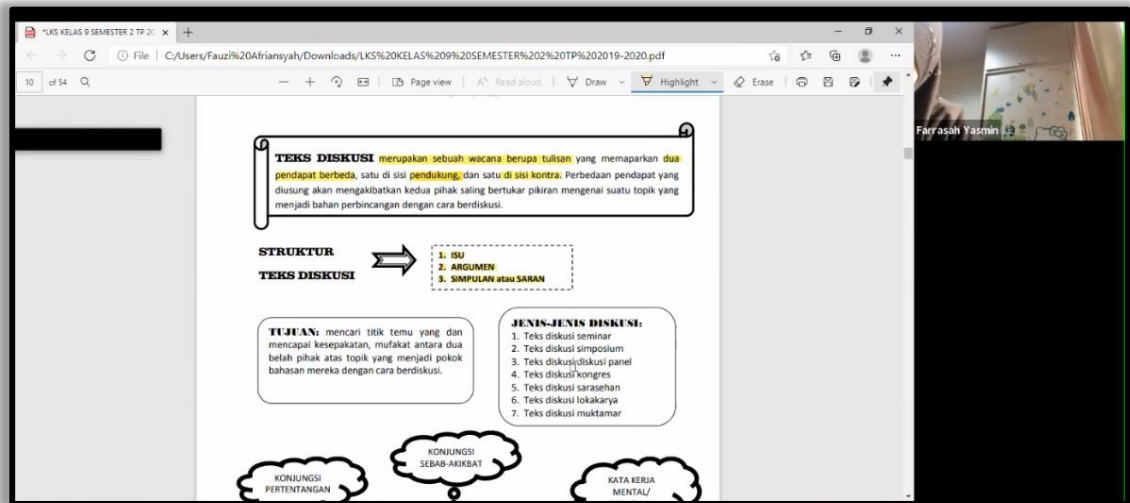 *LKS KELAS 9 SEMESTER 2 TP 20
File | C:/Users/Fauzi%20Afriansyah/Downloads/LKS%20KELAS%209%20SEMESTER%202%20TP%202019-2020.pdf
10 of 54 Page view Read aloud Draw Highlight Erase
Farrasah Yasmin
TEKS DISKUSI merupakan sebuah wacana berupa tulisan yang memaparkan dua
pendapat berbeda, satu di sisi pendukung, dan satu di sisi kontra. Perbedaan pendapat yang
diusung akan mengakibatkan kedua pihak saling bertukar pikiran mengenai suatu topik yang
menjadi bahan perbincangan dengan cara berdiskusi.
STRUKTUR
TEKS DISKUSI
1. ISU
2. ARGUMEN
3. SIMPULAN atau SARAN
TUJUAN: mencari titik temu yang dan
mencapai kesepakatan, mufakat antara dua
belah pihak atas topik yang menjadi pokok
bahasan mereka dengan cara berdiskusi.
JENIS-JENIS DISKUSI:
1. Teks diskusi seminar
2. Teks diskusi simposium
3. Teks diskusi diskusi panel
4. Teks diskusi kongres
5. Teks diskusi sarasehan
6. Teks diskusi lokakarya
7. Teks diskusi muktamar
KONJUNGSI
PERTENTANGAN
KONJUNGSI
SEBAB-AKIKBAT
KATA KERJA
MENTAL/